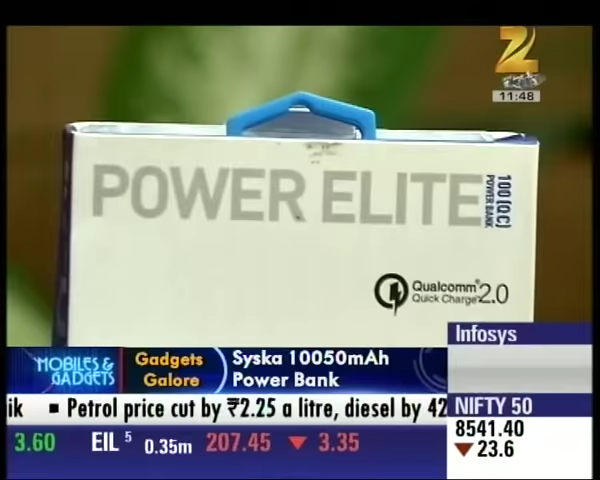 11:48
POWER ELITE
100 (QC)
POWER BANK
Qualcomm®
Quick Charge 2.0
MOBILES & GADGETS
Gadgets Galore
Syska 10050mAh
Power Bank
Infosys
ik ■ Petrol price cut by ₹2.25 a litre, diesel by 42
NIFTY 50
8541.40
▼ 23.6
3.60 EIL 5 0.35m 207.45 ▼ 3.35